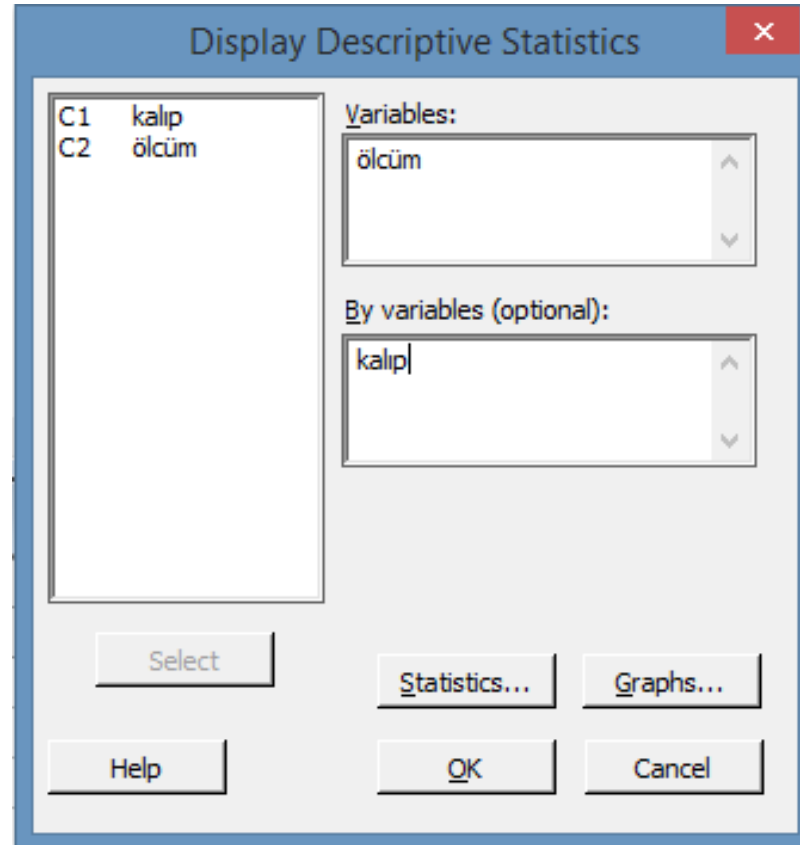 Display Descriptive Statistics
C1 kalıp
C2 ölcüm
Variables:
ölcüm
By variables (optional):
kalıp
Select
Statistics...
Graphs...
Help
OK
Cancel